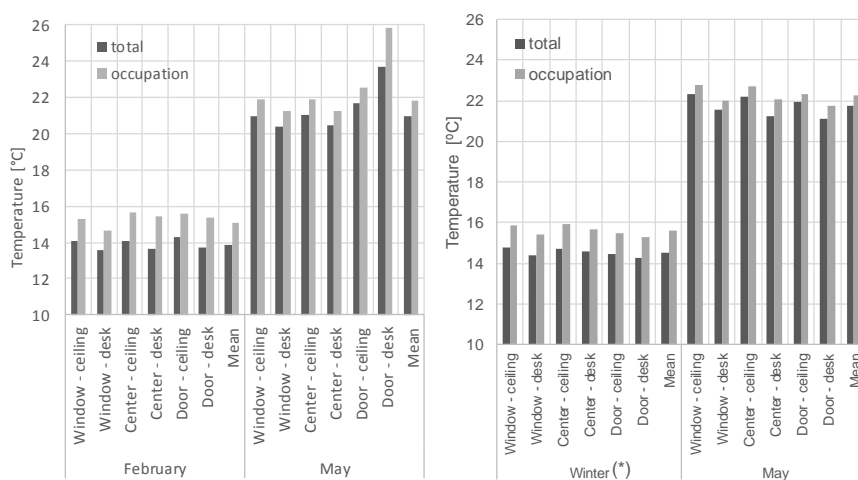 26
24
22
20
18
16
14
12
10
Temperature [°C]
total
occupation
Window - ceiling
Window - desk
Center - ceiling
Center - desk
Door - ceiling
Door - desk
Mean
Window - ceiling
Window - desk
Center - ceiling
Center - desk
Door - ceiling
Door - desk
Mean
February
May
26
24
22
20
18
16
14
12
10
Temperature [ºC]
total
occupation
Window - ceiling
Window - desk
Center - ceiling
Center - desk
Door - ceiling
Door - desk
Mean
Window - ceiling
Window - desk
Center - ceiling
Center - desk
Door - ceiling
Door - desk
Mean
Winter (*)
May